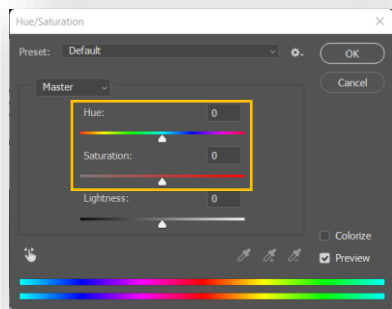 Hue/Saturation
Preset: Default
OK
Cancel
Master
Hue: 0
Saturation: 0
Lightness: 0
Colorize
Preview